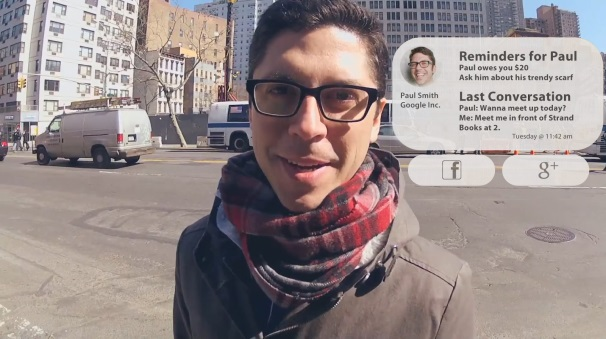 Reminders for Paul
Paul owes you $20
Ask him about his trendy scarf
Paul Smith
Google Inc.
Last Conversation
Paul: Wanna meet up today?
Me: Meet me in front of Strand
Books at 2.
Tuesday @ 11:42 am
f
g+